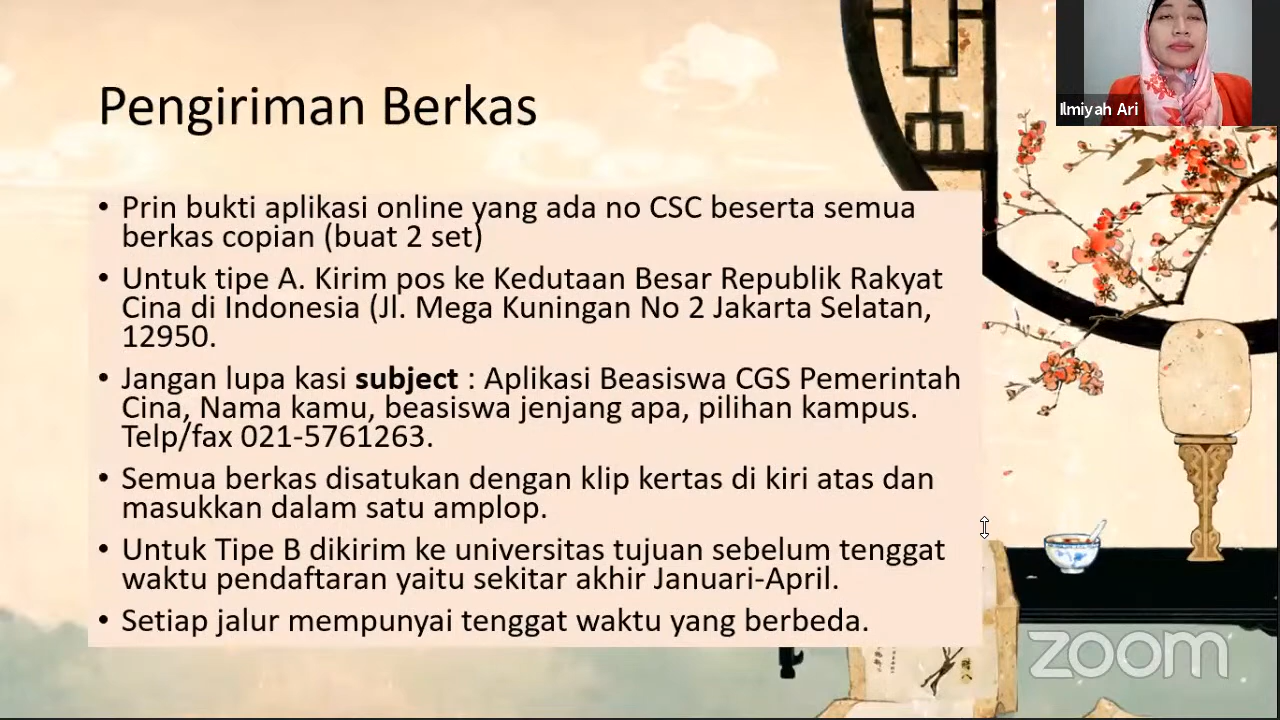 Pengiriman Berkas
Ilmiyah Ari
• Prin bukti aplikasi online yang ada no CSC beserta semua
berkas copian (buat 2 set)
• Untuk tipe A. Kirim pos ke Kedutaan Besar Republik Rakyat
Cina di Indonesia (Jl. Mega Kuningan No 2 Jakarta Selatan,
12950.
• Jangan lupa kasi subject : Aplikasi Beasiswa CGS Pemerintah
Cina, Nama kamu, beasiswa jenjang apa, pilihan kampus.
Telp/fax 021-5761263.
• Semua berkas disatukan dengan klip kertas di kiri atas dan
masukkan dalam satu amplop.
• Untuk Tipe B dikirim ke universitas tujuan sebelum tenggat
waktu pendaftaran yaitu sekitar akhir Januari-April.
• Setiap jalur mempunyai tenggat waktu yang berbeda.
zoom